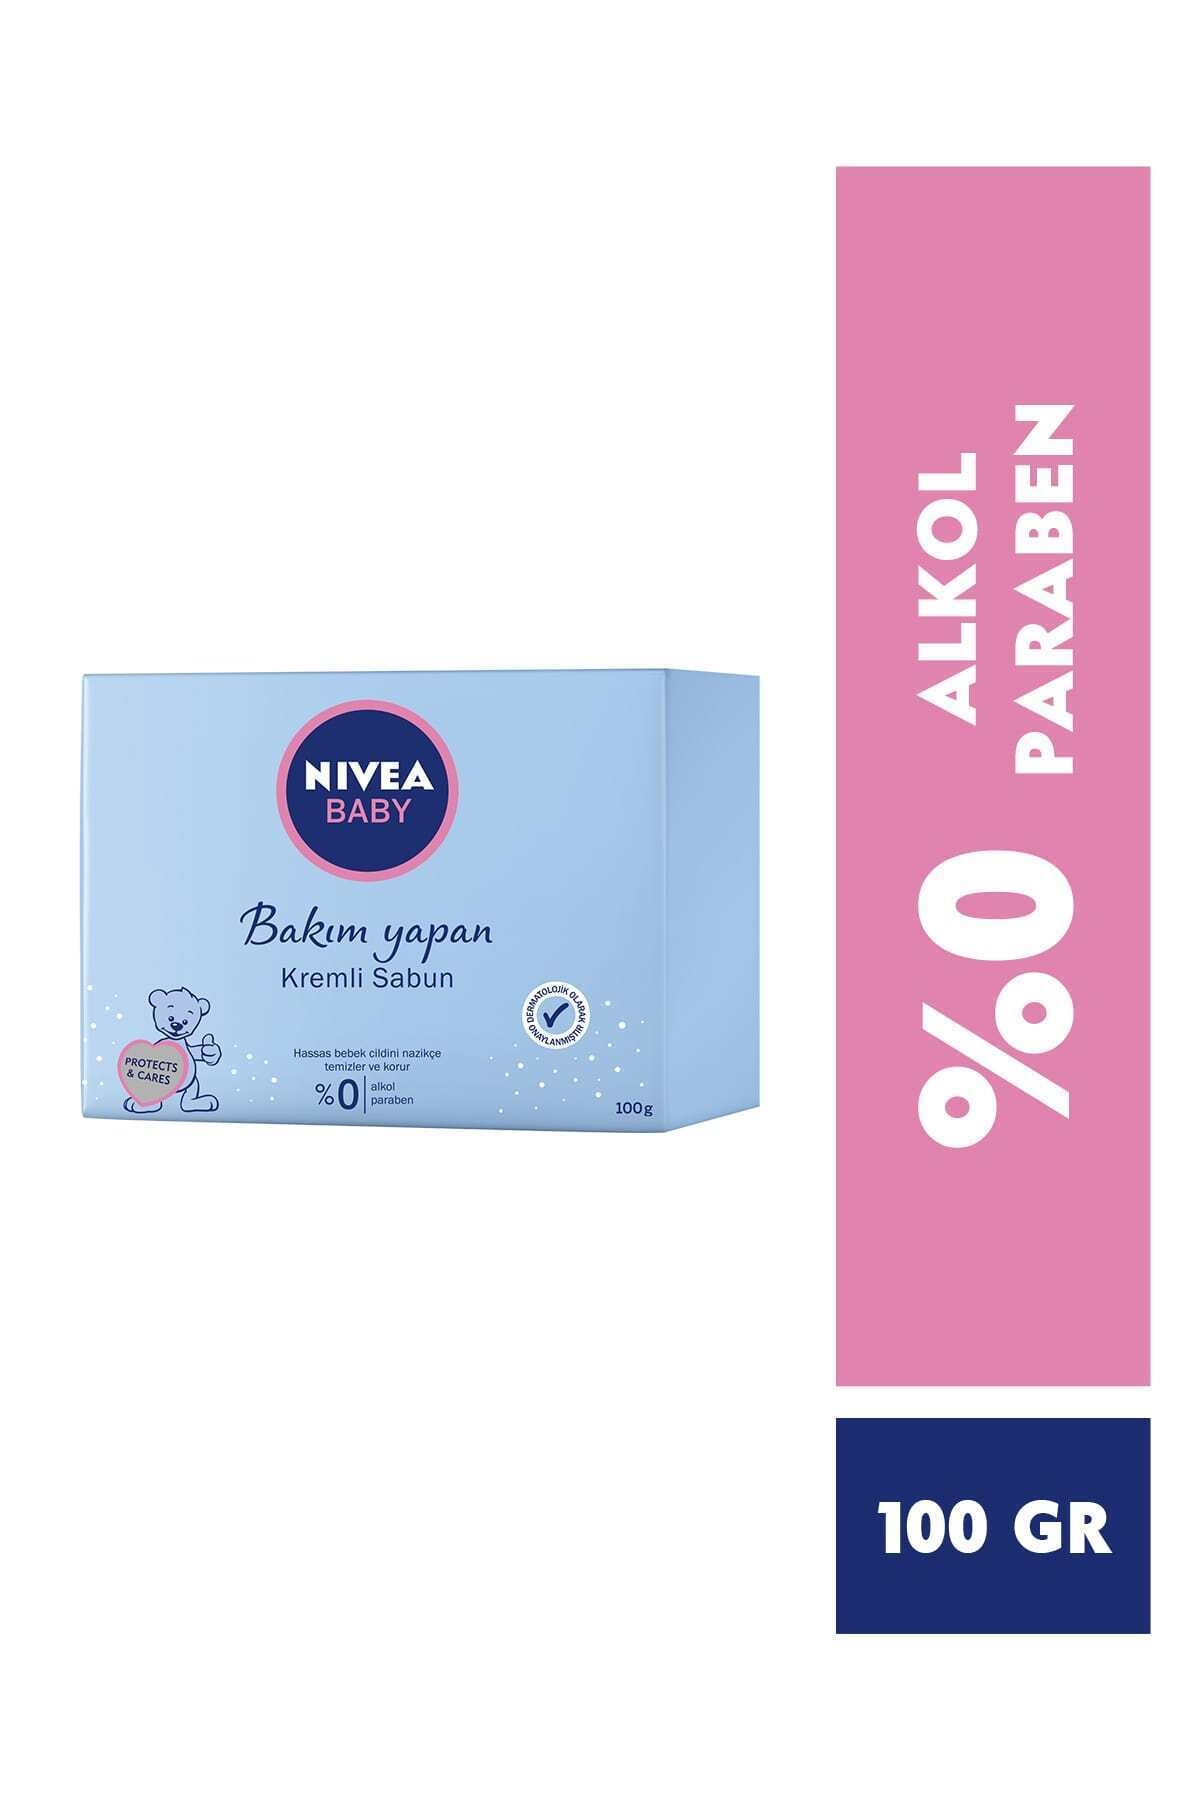 NIVEA
BABY
Bakım yapan
Kremli Sabun
DERMATOLOJİK OLARAK
ONAYLANMIŞTIR
PROTECTS
& CARES
Hassas bebek cildini nazikçe
temizler ve korur
%0 alkol
paraben
100g
%0 ALKOL
PARABEN
100 GR